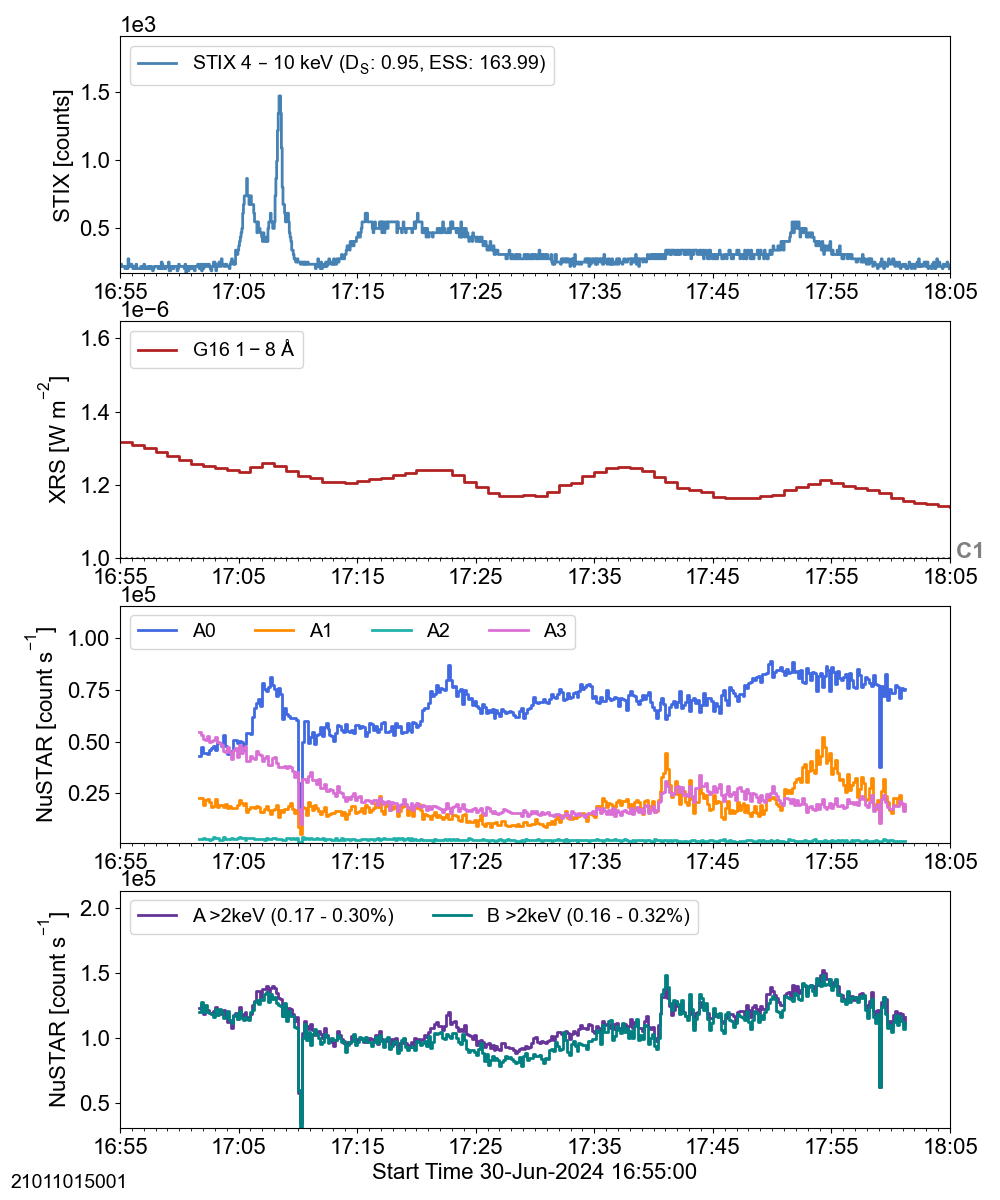 1e3
STIX 4 – 10 keV (D_S: 0.95, ESS: 163.99)
STIX [counts]
1.5
1.0
0.5
16:55 17:05 17:15 17:25 17:35 17:45 17:55 18:05
1e−6
G16 1 – 8 Å
XRS [W m⁻²]
1.6
1.4
1.2
1.0
C1
16:55 17:05 17:15 17:25 17:35 17:45 17:55 18:05
1e5
A0 A1 A2 A3
NuSTAR [count s⁻¹]
1.00
0.75
0.50
0.25
16:55 17:05 17:15 17:25 17:35 17:45 17:55 18:05
1e5
A >2keV (0.17 - 0.30%) B >2keV (0.16 - 0.32%)
NuSTAR [count s⁻¹]
2.0
1.5
1.0
0.5
16:55 17:05 17:15 17:25 17:35 17:45 17:55 18:05
Start Time 30-Jun-2024 16:55:00
21011015001